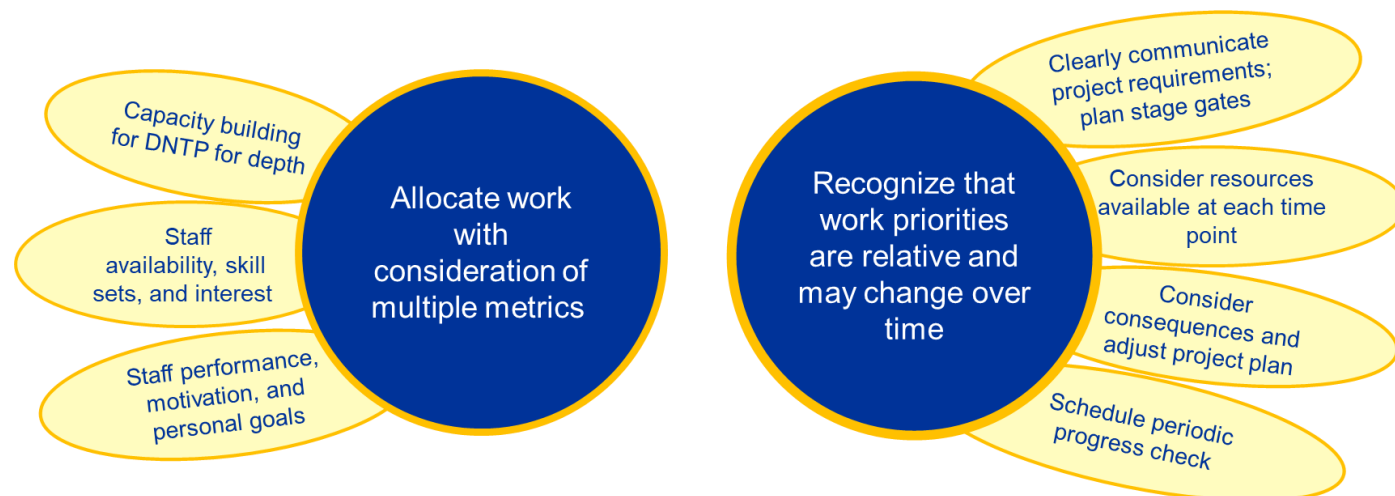 Capacity building
for DNTP for depth
Staff
availability, skill
sets, and interest
Staff performance,
motivation, and
personal goals
Allocate work
with
consideration of
multiple metrics
Recognize that
work priorities
are relative and
may change over
time
Clearly communicate
project requirements;
plan stage gates
Consider resources
available at each time
point
Consider
consequences and
adjust project plan
Schedule periodic
progress check